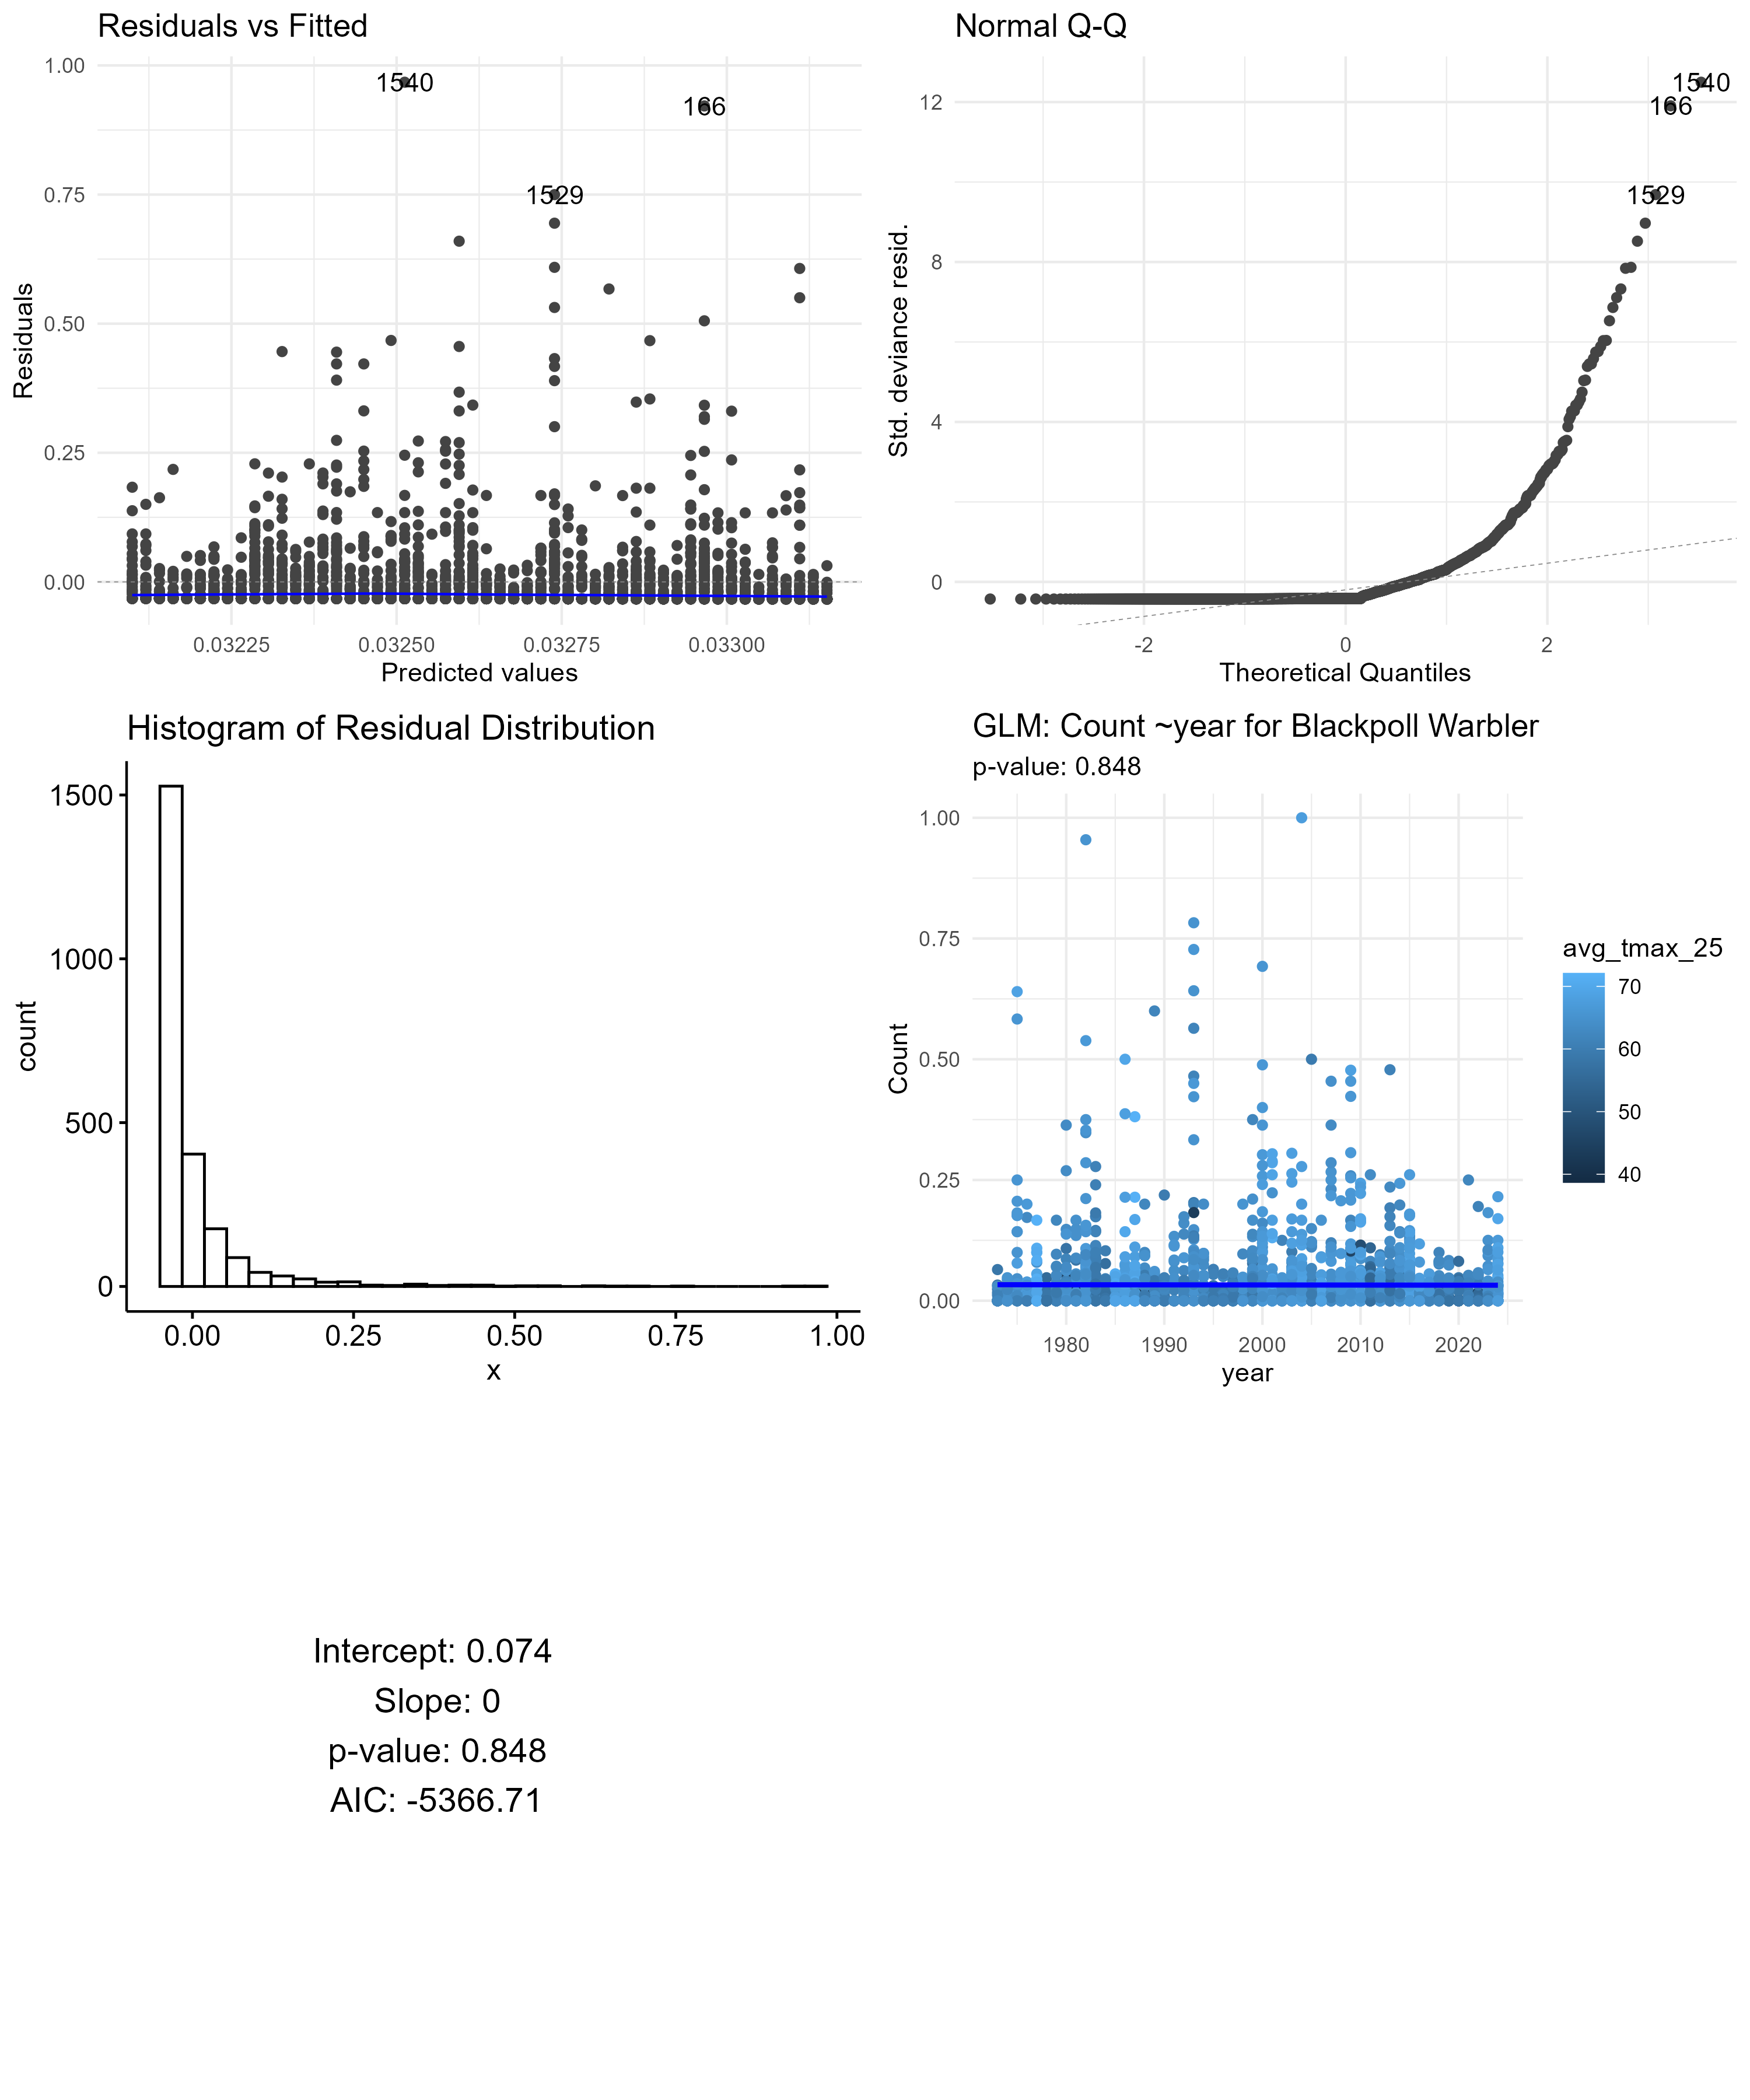 Residuals vs Fitted
1.00
0.75
0.50
0.25
0.00
Residuals
1540
166
1529
0.03225
0.03250
0.03275
0.03300
Predicted values
Normal Q-Q
12
8
4
0
Std. deviance resid.
1540
166
1529
-2
0
2
Theoretical Quantiles
Histogram of Residual Distribution
1500
1000
500
0
count
0.00
0.25
0.50
0.75
1.00
x
GLM: Count ~year for Blackpoll Warbler
p-value: 0.848
1.00
0.75
0.50
0.25
0.00
Count
1980
1990
2000
2010
2020
year
avg_tmax_25
70
60
50
40
Intercept: 0.074
Slope: 0
p-value: 0.848
AIC: -5366.71